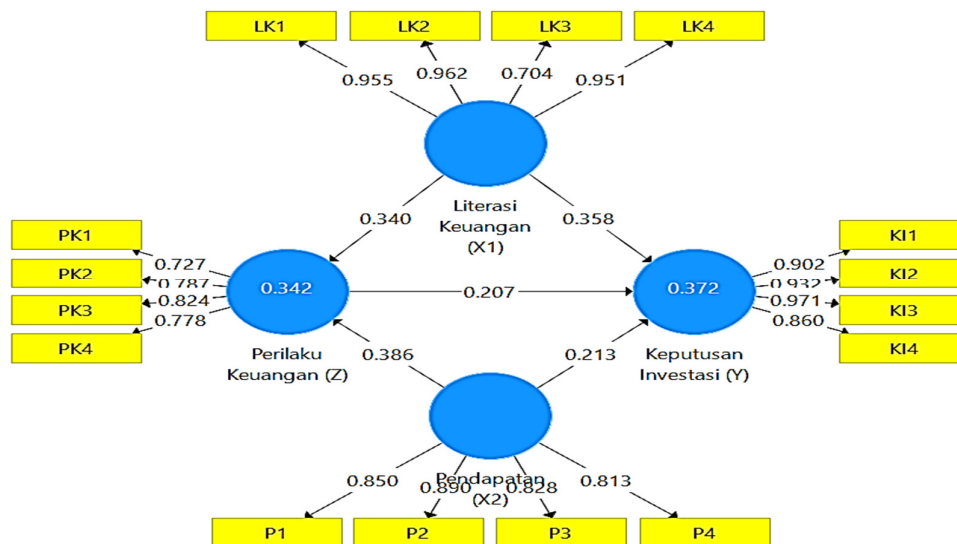 LK1 LK2 LK3 LK4
0.955 0.962 0.704 0.951
Literasi
Keuangan
(X1)
0.340 0.358
PK1
PK2
PK3
PK4
0.727
0.787
0.824
0.778
0.342
Perilaku
Keuangan (Z)
0.207
0.372
Keputusan
Investasi (Y)
0.902
0.932
0.971
0.860
KI1
KI2
KI3
KI4
0.386 0.213
Pendapatan
(X2)
0.850 0.890 0.828 0.813
P1 P2 P3 P4